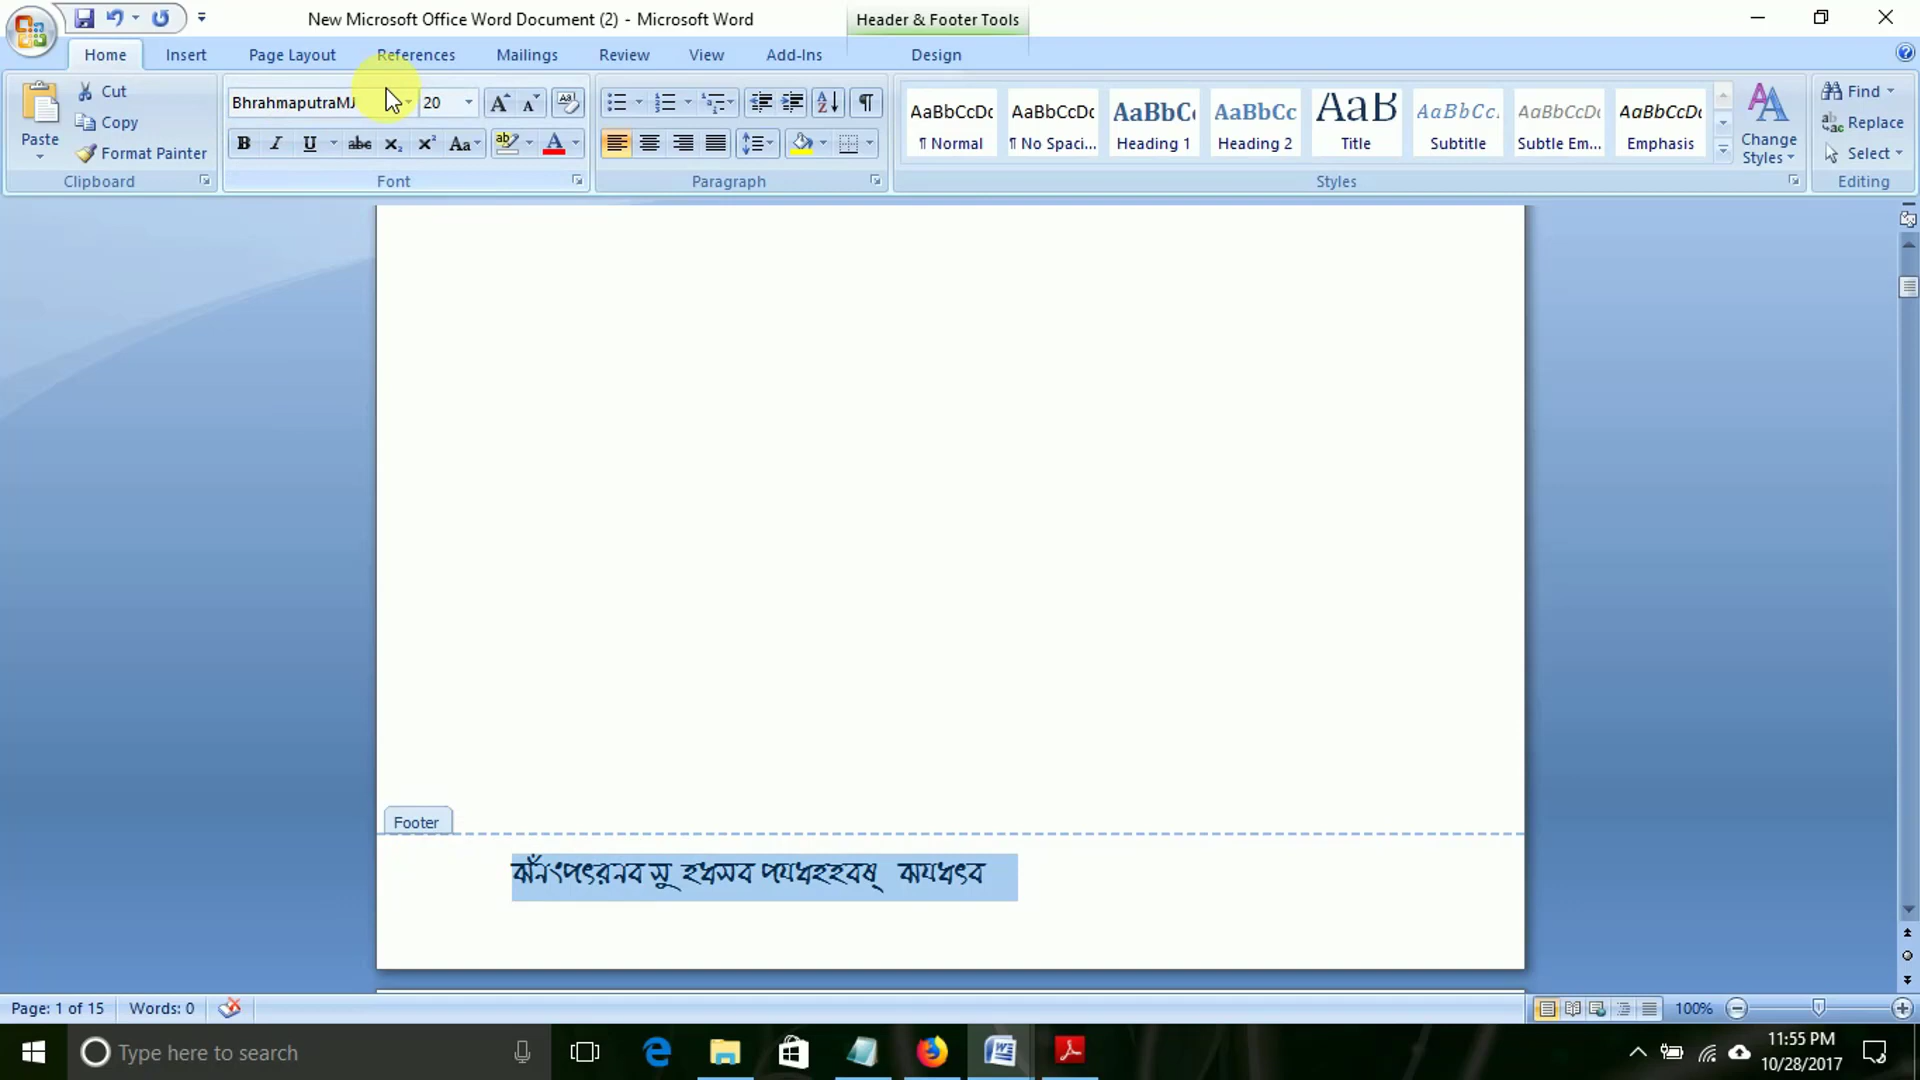 New Microsoft Office Word Document (2) - Microsoft Word
Header & Footer Tools
Home Insert Page Layout References Mailings Review View Add-Ins Design
Paste
Cut
Copy
Format Painter
Clipboard
BhrahmaputraMJ 20
Font
Paragraph
AaBbCcDc AaBbCcDc AaBbC AaBbCc AaB AaBbCc. AaBbCcDc AaBbCcDc
¶ Normal ¶ No Spaci... Heading 1 Heading 2 Title Subtitle Subtle Em... Emphasis
Change Styles
Styles
Find
Replace
Select
Editing
Footer
Page: 1 of 15 Words: 0
100%
Type here to search
11:55 PM
10/28/2017